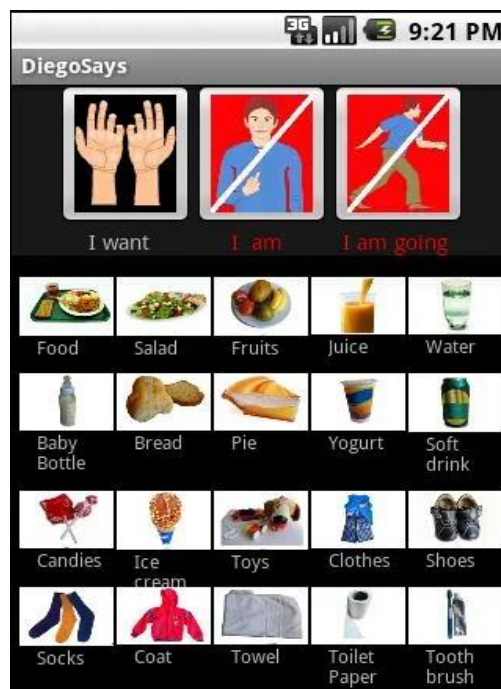 3G 9:21 PM
DiegoSays
I want I am I am going
Food Salad Fruits Juice Water
Baby Bottle Bread Pie Yogurt Soft drink
Candies Ice cream Toys Clothes Shoes
Socks Coat Towel Toilet Paper Tooth brush